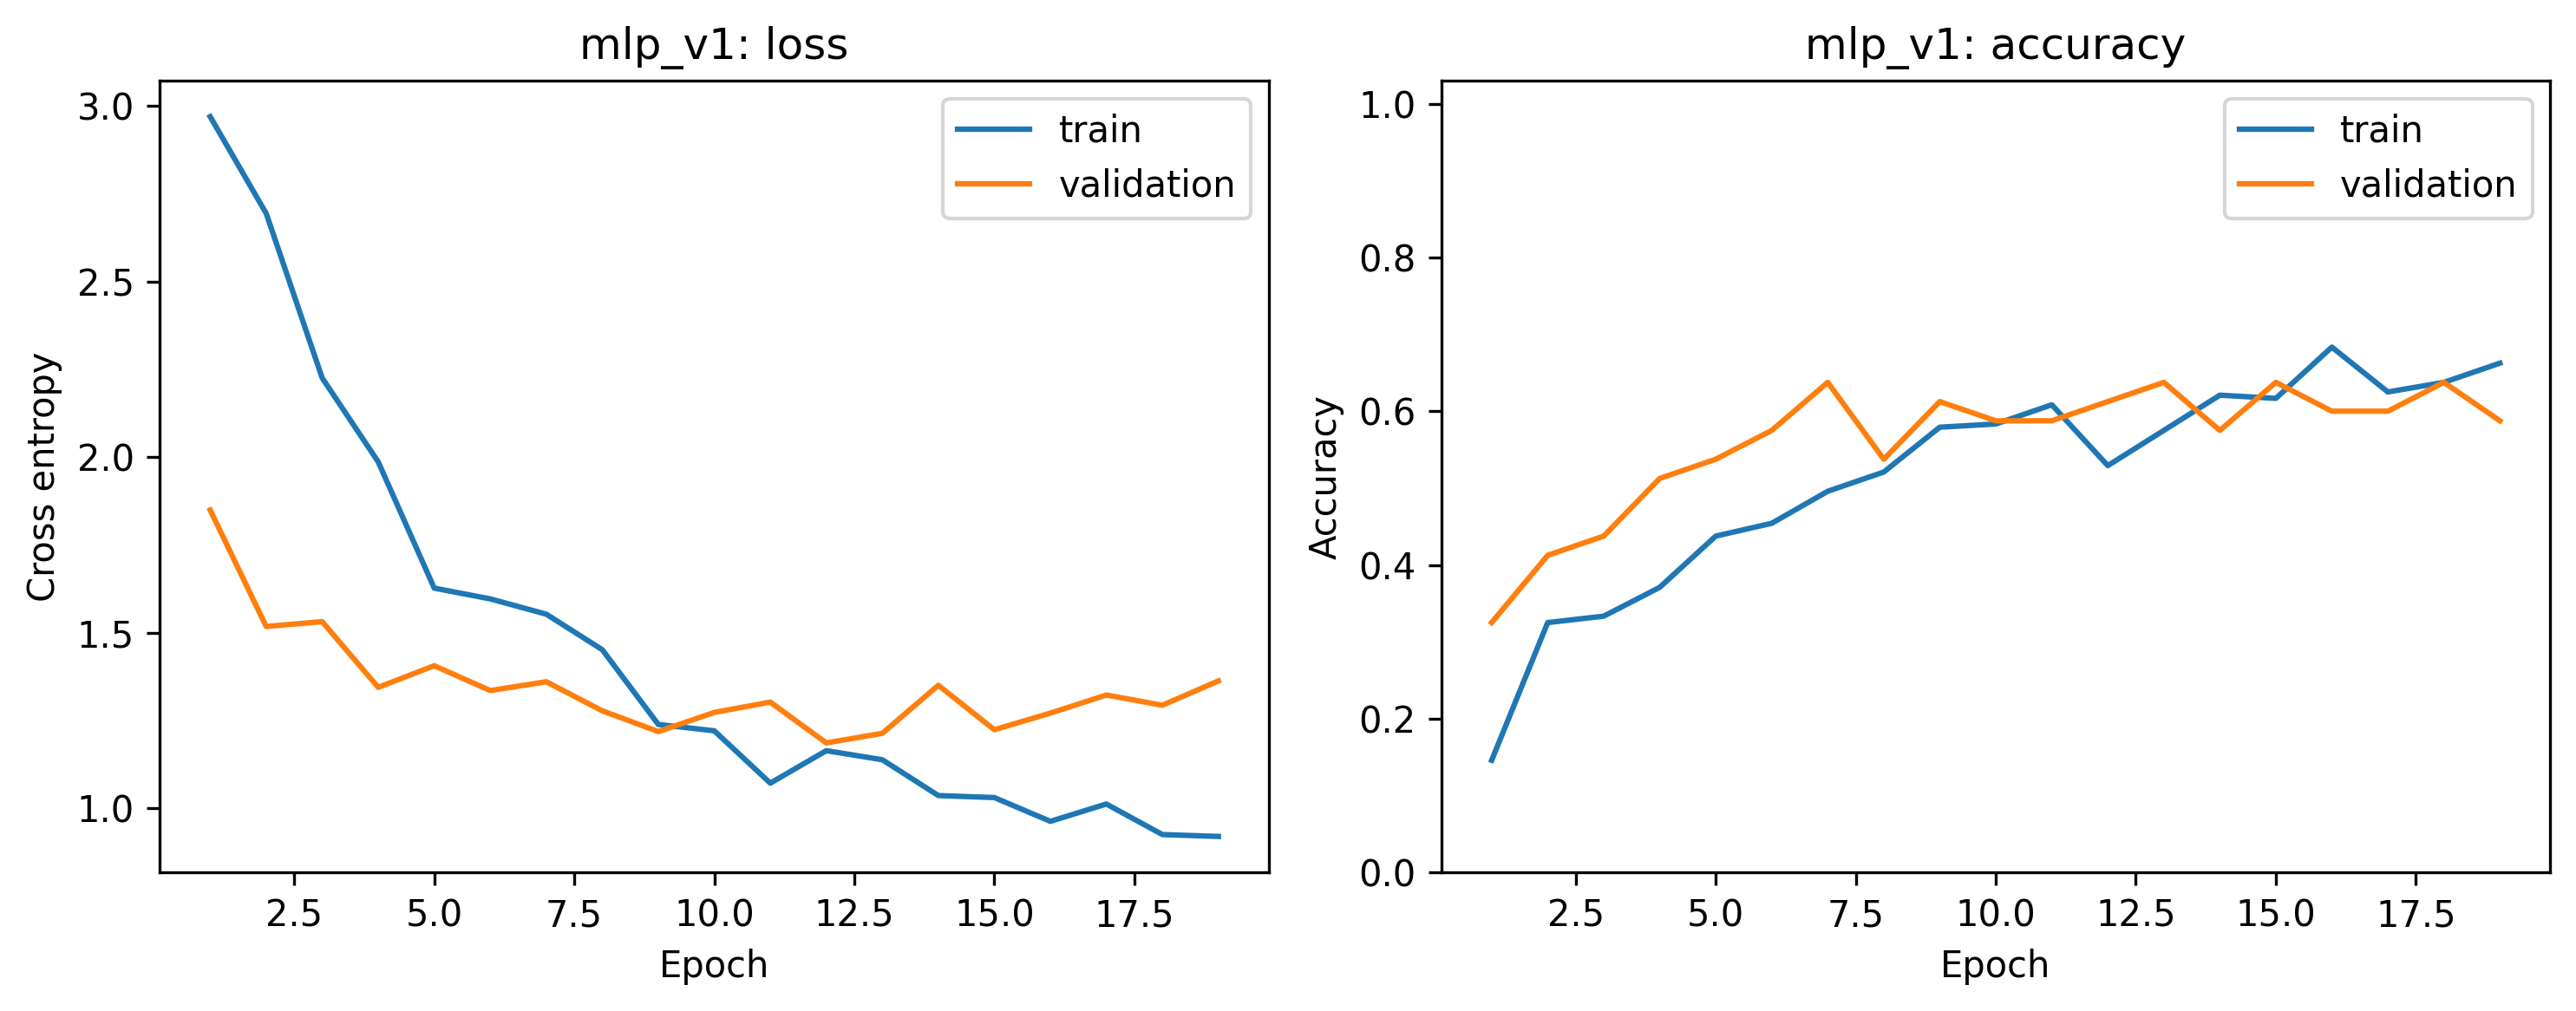 mlp_v1: loss
3.0
2.5
2.0
1.5
1.0
Cross entropy
train
validation
2.5 5.0 7.5 10.0 12.5 15.0 17.5
Epoch
mlp_v1: accuracy
1.0
0.8
0.6
0.4
0.2
0.0
Accuracy
train
validation
2.5 5.0 7.5 10.0 12.5 15.0 17.5
Epoch